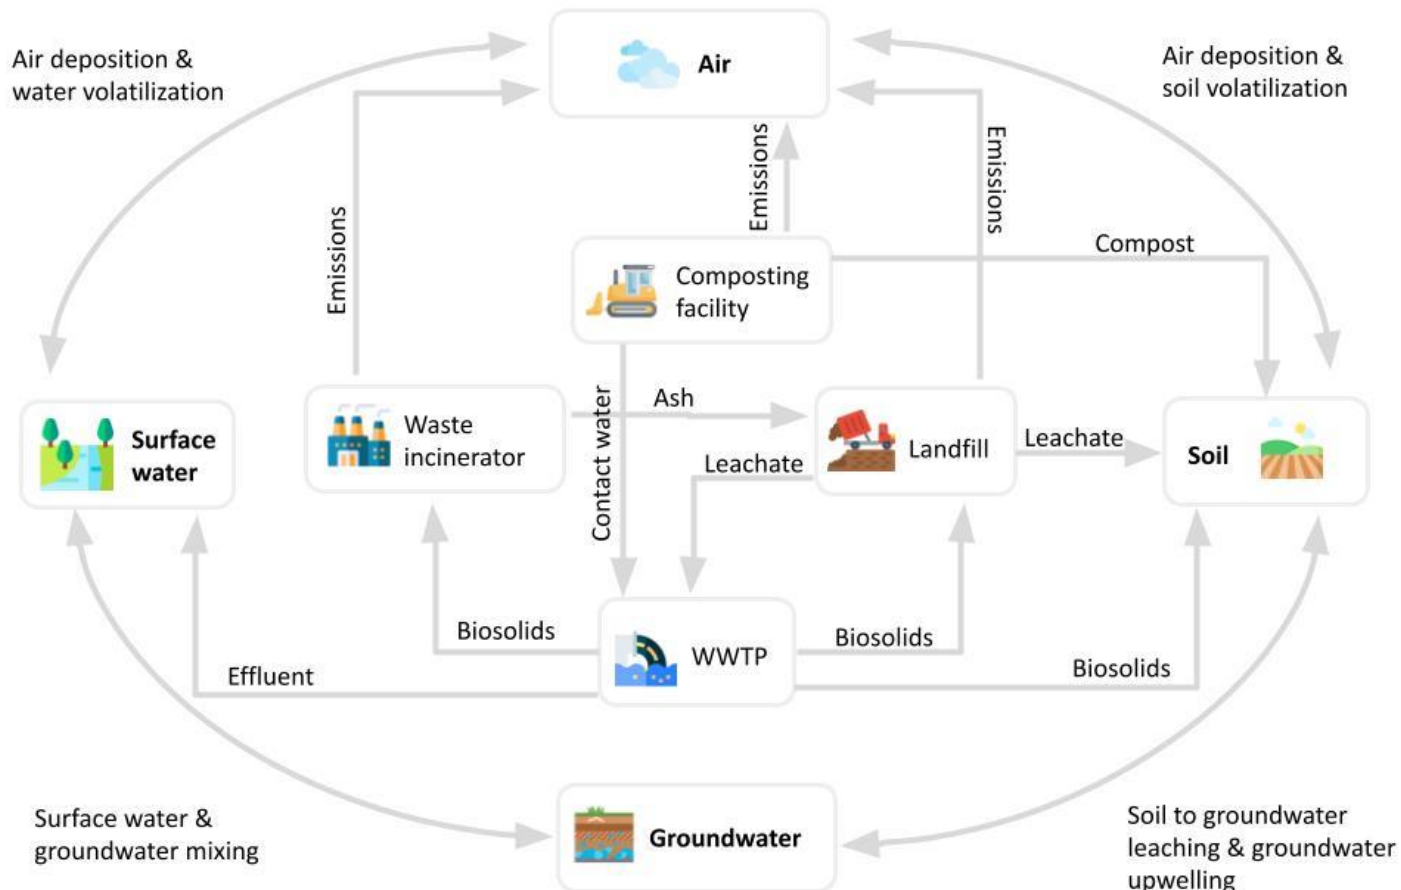 Air deposition &
water volatilization
Air
Air deposition &
soil volatilization
Emissions
Emissions
Emissions
Compost
Composting
facility
Surface
water
Waste
incinerator
Ash
Contact water
Landfill
Leachate
Leachate
Soil
Biosolids
WWTP
Biosolids
Effluent
Biosolids
Surface water &
groundwater mixing
Groundwater
Soil to groundwater
leaching & groundwater
upwelling